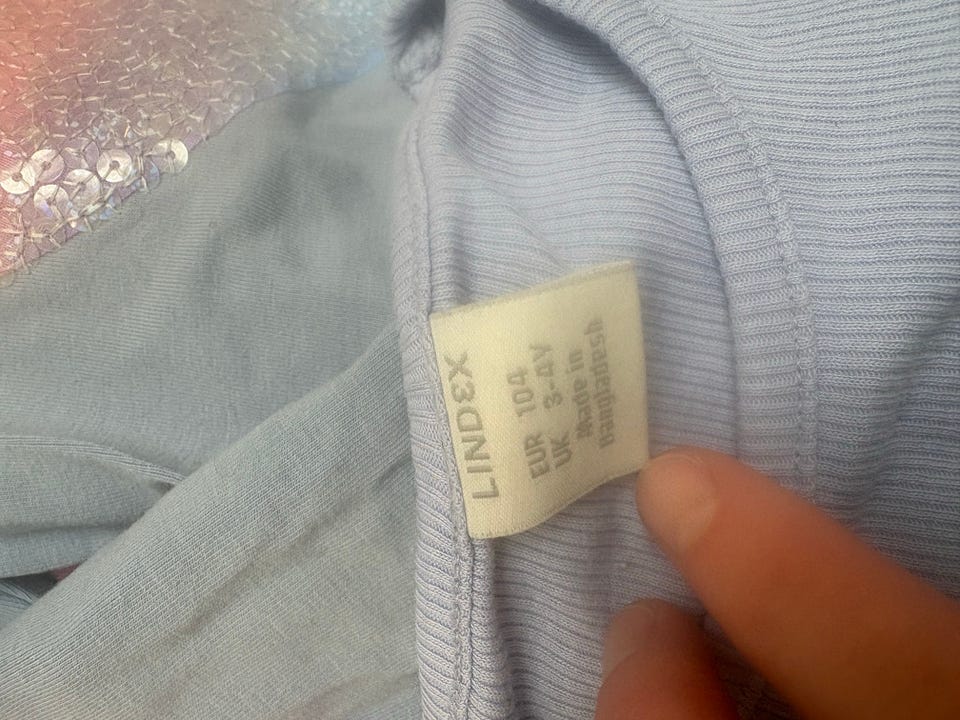 LINDEX
EUR 104
UK 3-4Y
Made in
Bangladesh